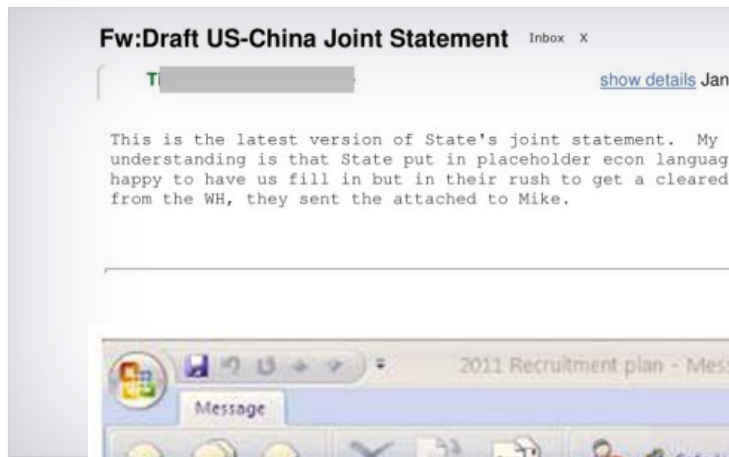 Fw:Draft US-China Joint Statement Inbox X
show details Jan
This is the latest version of State's joint statement. My
understanding is that State put in placeholder econ languag
happy to have us fill in but in their rush to get a cleared
from the WH, they sent the attached to Mike.
2011 Recruitment plan - Mess
Message